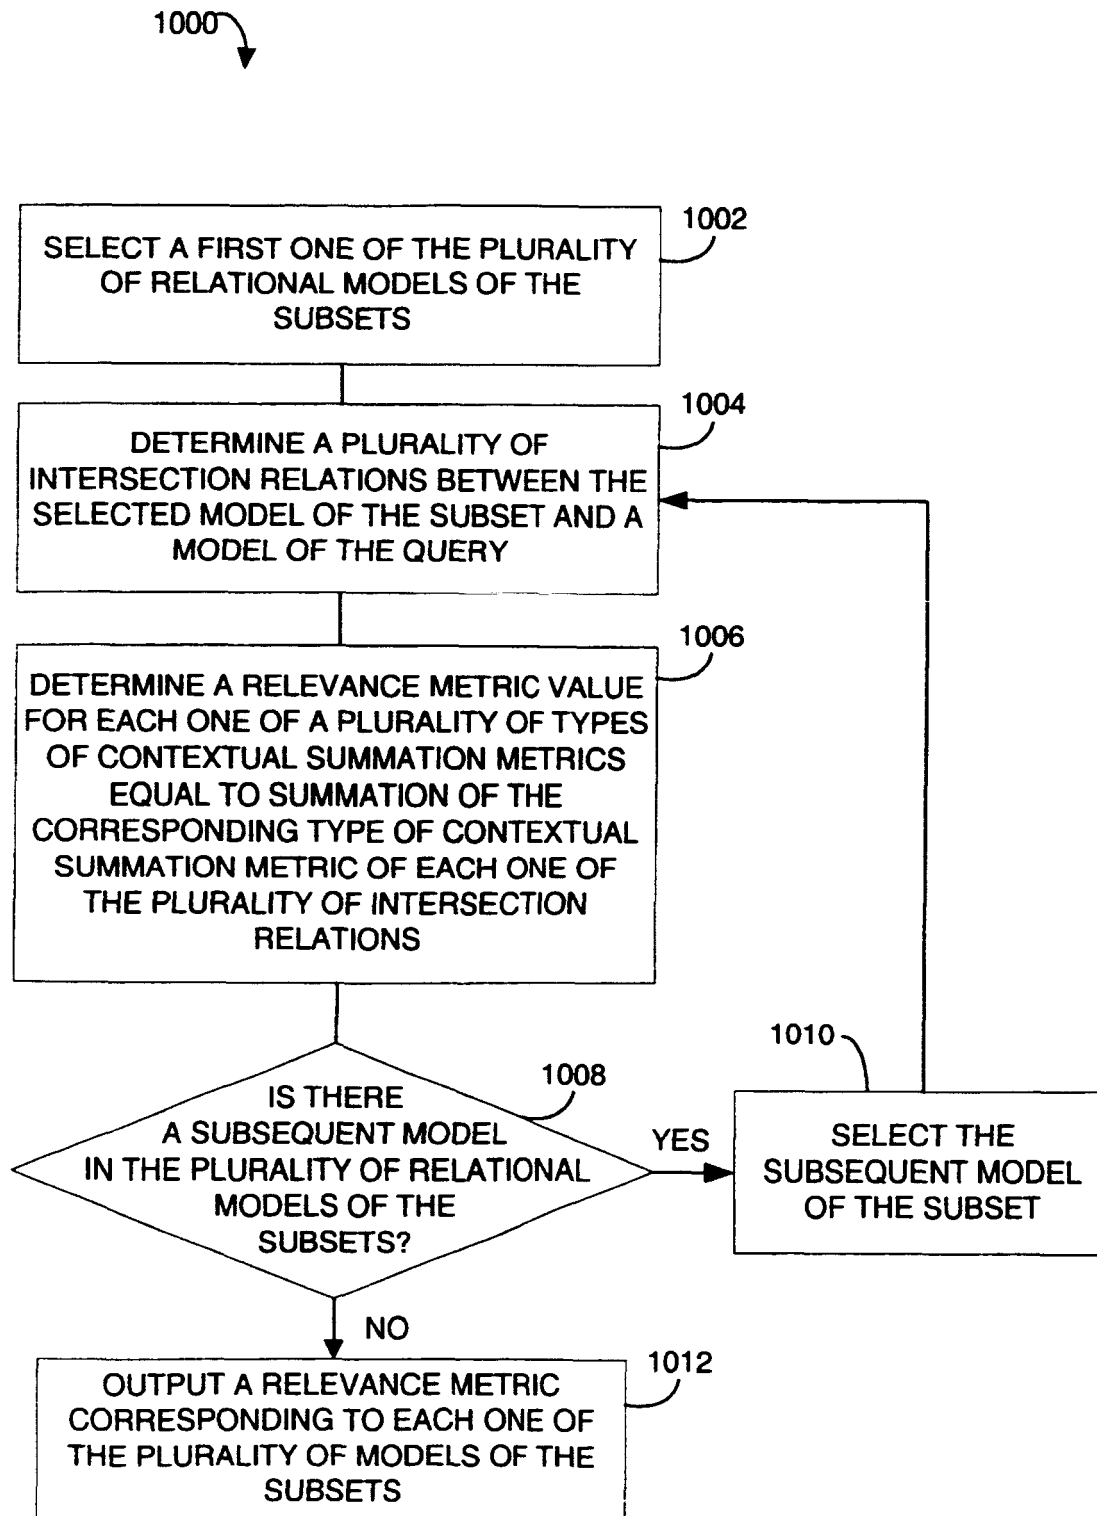 1000
1002
SELECT A FIRST ONE OF THE PLURALITY
OF RELATIONAL MODELS OF THE
SUBSETS
1004
DETERMINE A PLURALITY OF
INTERSECTION RELATIONS BETWEEN THE
SELECTED MODEL OF THE SUBSET AND A
MODEL OF THE QUERY
1006
DETERMINE A RELEVANCE METRIC VALUE
FOR EACH ONE OF A PLURALITY OF TYPES
OF CONTEXTUAL SUMMATION METRICS
EQUAL TO SUMMATION OF THE
CORRESPONDING TYPE OF CONTEXTUAL
SUMMATION METRIC OF EACH ONE OF
THE PLURALITY OF INTERSECTION
RELATIONS
1008
IS THERE
A SUBSEQUENT MODEL
IN THE PLURALITY OF RELATIONAL
MODELS OF THE
SUBSETS?
YES
1010
SELECT THE
SUBSEQUENT MODEL
OF THE SUBSET
NO
1012
OUTPUT A RELEVANCE METRIC
CORRESPONDING TO EACH ONE OF
THE PLURALITY OF MODELS OF THE
SUBSETS